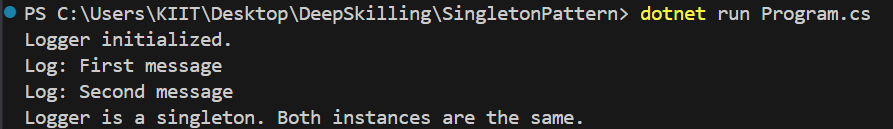 PS C:\Users\KIIT\Desktop\DeepSkilling\SingletonPattern> dotnet run Program.cs
Logger initialized.
Log: First message
Log: Second message
Logger is a singleton. Both instances are the same.